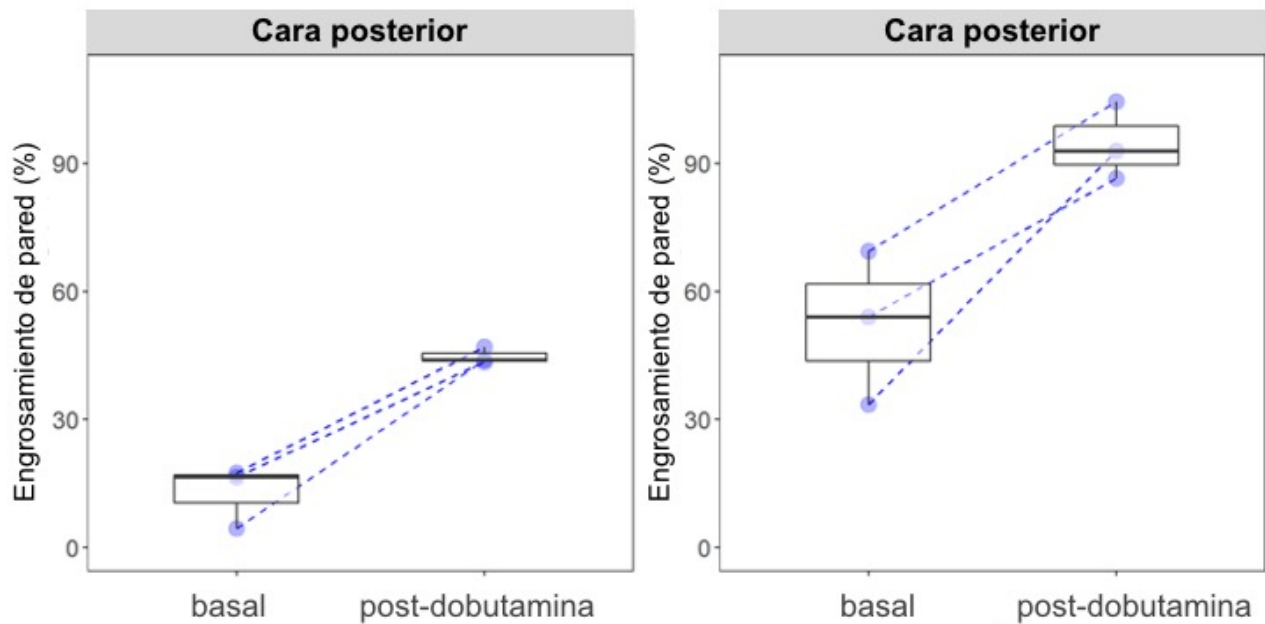 Cara posterior
Engrosamiento de pared (%)
90
60
30
0
basal
post-dobutamina
Cara posterior
Engrosamiento de pared (%)
90
60
30
0
basal
post-dobutamina